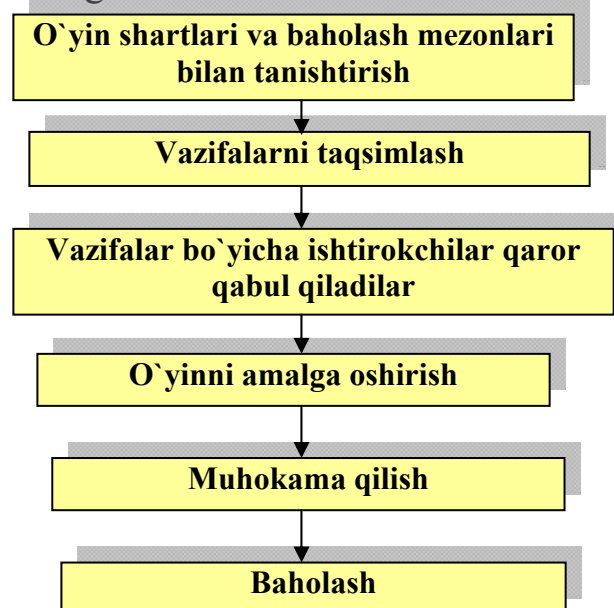 O`yin shartlari va baholash mezonlari
bilan tanishtirish
Vazifalarni taqsimlash
Vazifalar bo`yicha ishtirokchilar qaror
qabul qiladilar
O`yinni amalga oshirish
Muhokama qilish
Baholash